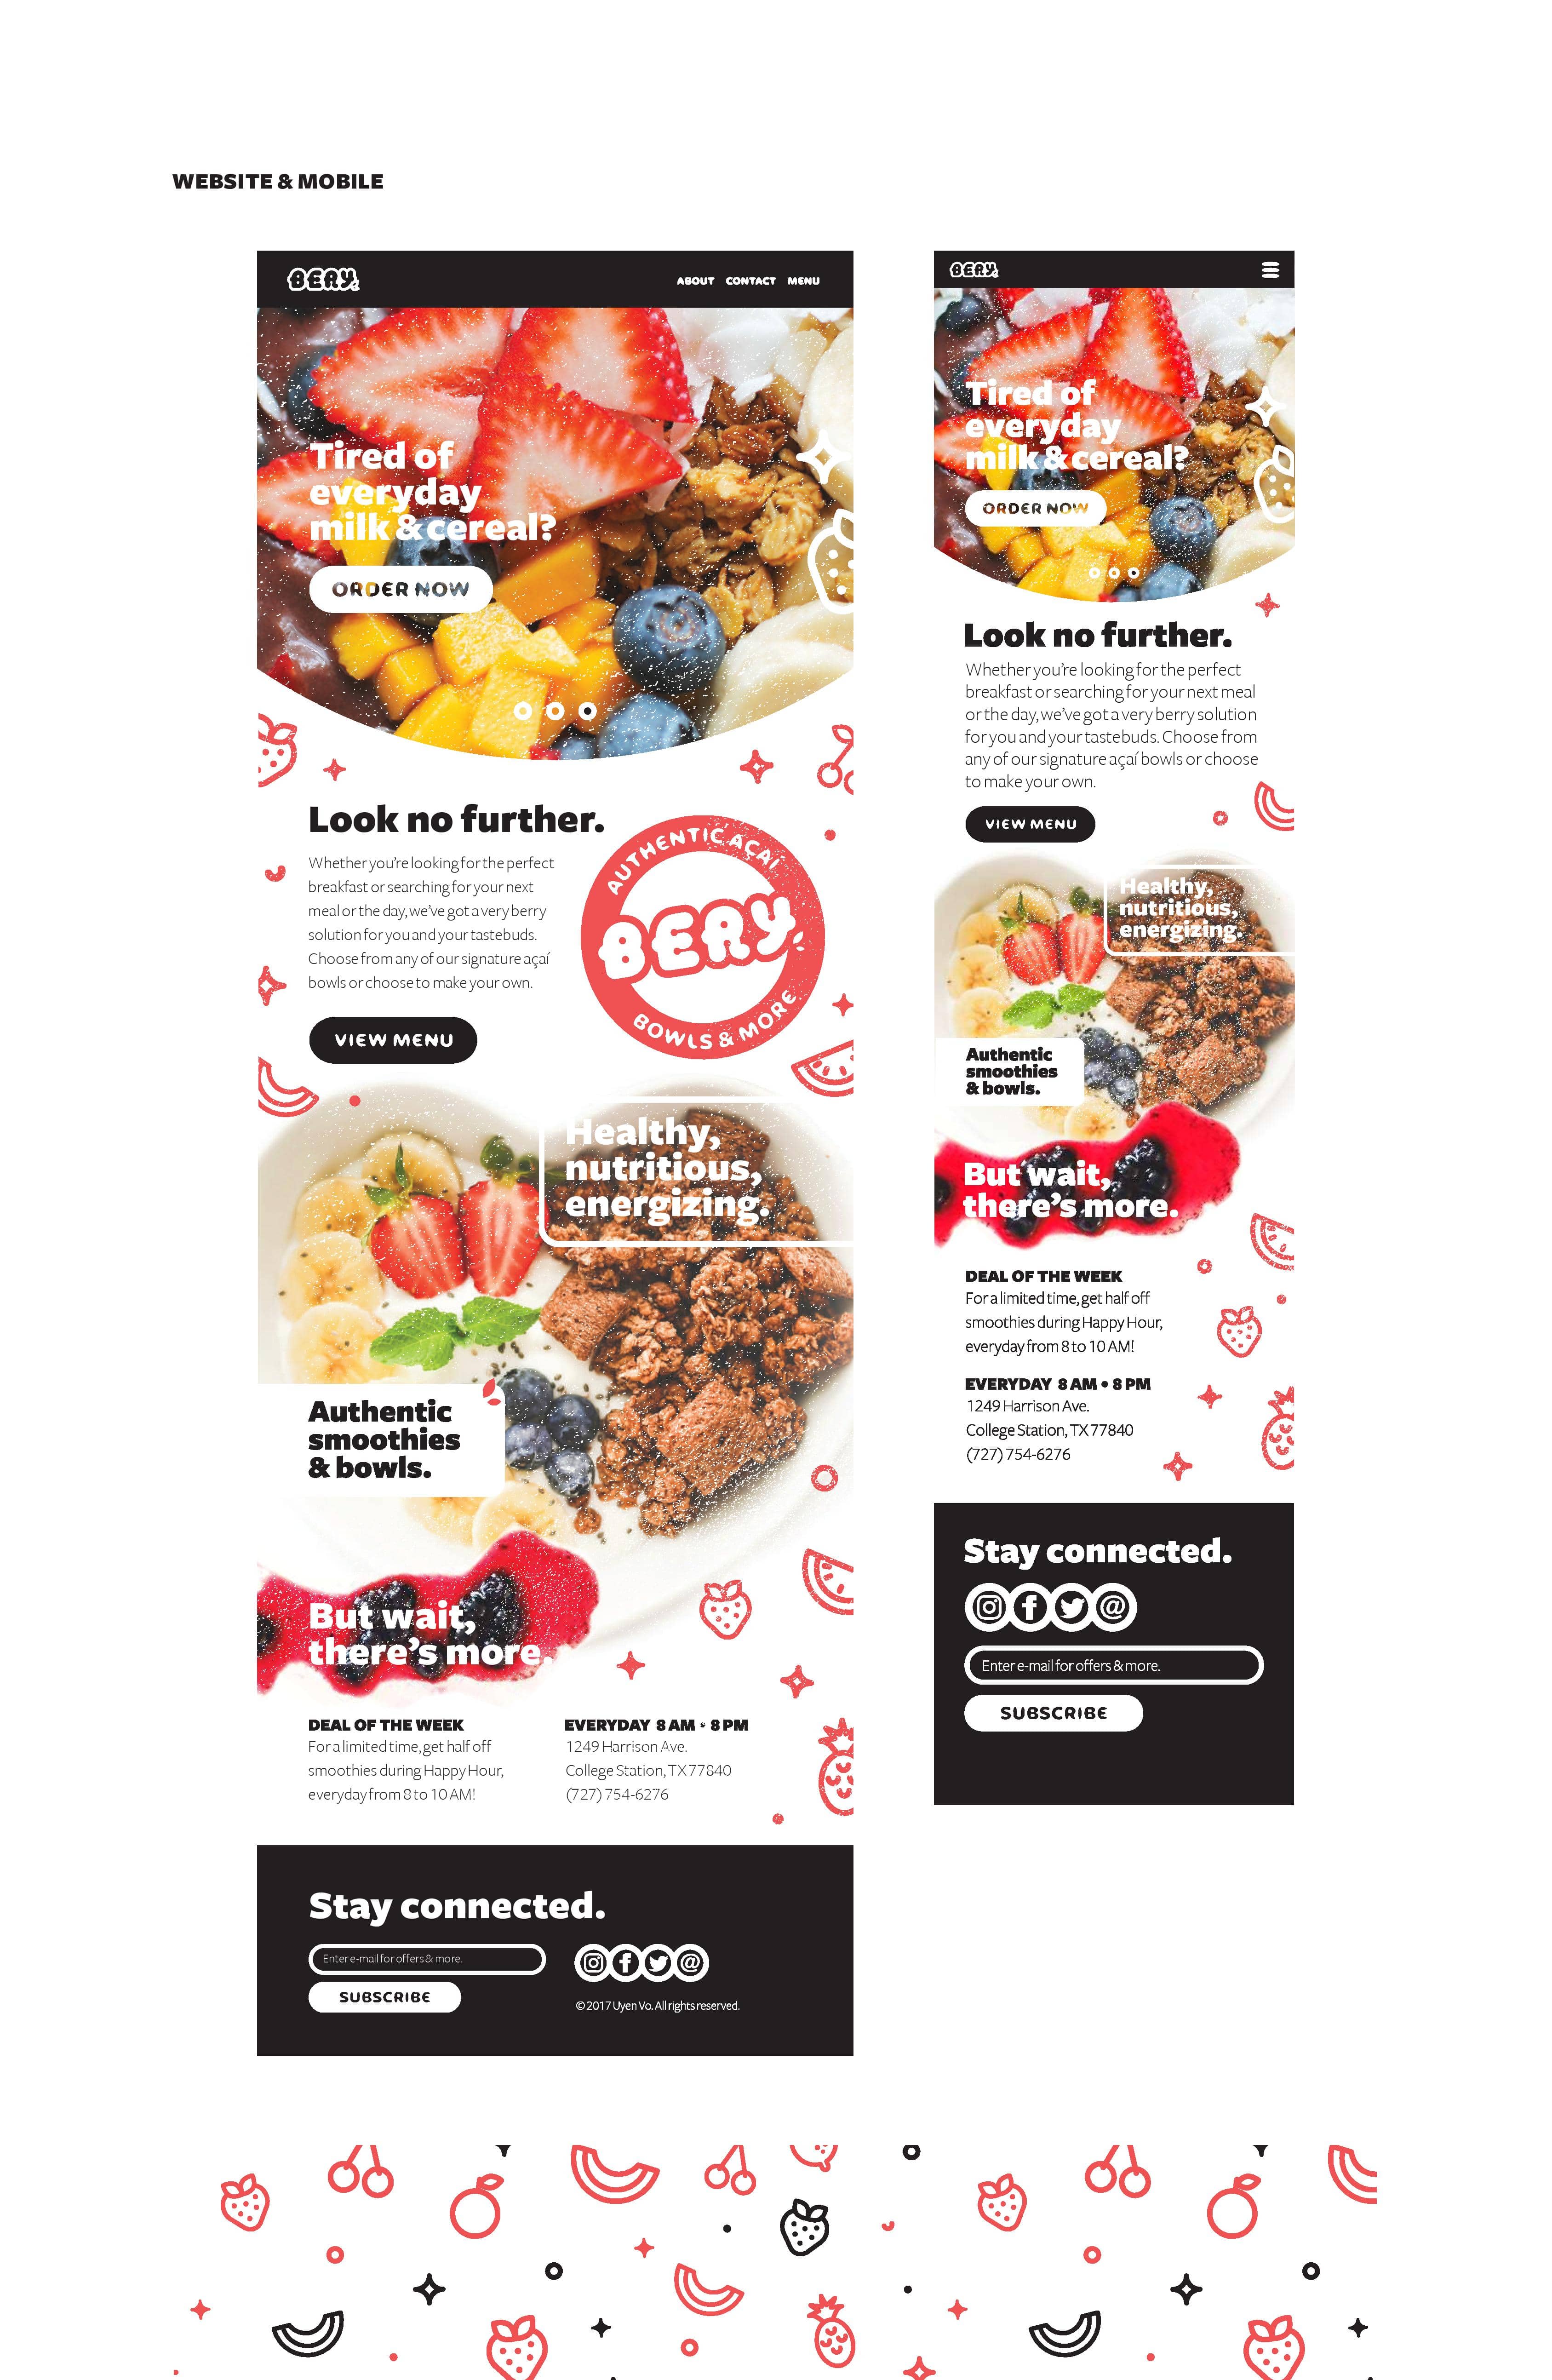 WEBSITE & MOBILE
BERY.
ABOUT CONTACT MENU
Tired of
everyday
milk & cereal?
ORDER NOW
Look no further.
Whether you're looking for the perfect
breakfast or searching for your next
meal or the day, we've got a very berry
solution for you and your tastebuds.
Choose from any of our signature açaí
bowls or choose to make your own.
VIEW MENU
AUTHENTIC AÇAÍ
BERY.
BOWLS & MORE
Healthy,
nutritious,
energizing.
Authentic
smoothies
& bowls.
But wait,
there's more.
DEAL OF THE WEEK
For a limited time, get half off
smoothies during Happy Hour,
everyday from 8 to 10 AM!
EVERYDAY 8 AM • 8 PM
1249 Harrison Ave.
College Station, TX 77840
(727) 754-6276
Stay connected.
Enter e-mail for offers & more.
SUBSCRIBE
© 2017 Uyen Vo. All rights reserved.
BERY.
Tired of
everyday
milk & cereal?
ORDER NOW
Look no further.
Whether you're looking for the perfect
breakfast or searching for your next meal
or the day, we've got a very berry solution
for you and your tastebuds. Choose from
any of our signature açaí bowls or choose
to make your own.
VIEW MENU
Healthy,
nutritious,
energizing.
Authentic
smoothies
& bowls.
But wait,
there's more.
DEAL OF THE WEEK
For a limited time, get half off
smoothies during Happy Hour,
everyday from 8 to 10 AM!
EVERYDAY 8 AM • 8 PM
1249 Harrison Ave.
College Station, TX 77840
(727) 754-6276
Stay connected.
Enter e-mail for offers & more.
SUBSCRIBE